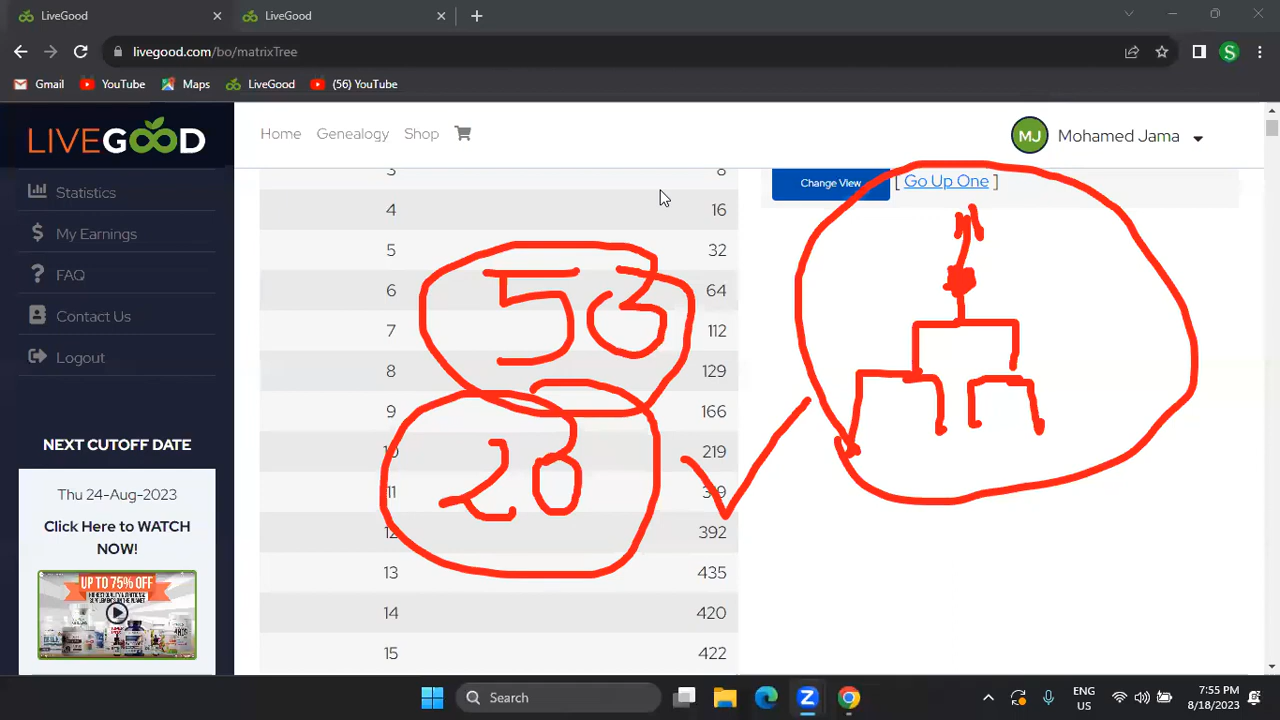 LiveGood
LiveGood
livegood.com/bo/matrixTree
Gmail
YouTube
Maps
LiveGood
(56) YouTube
LIVEGOOD
Home
Genealogy
Shop
MJ
Mohamed Jama
Statistics
My Earnings
FAQ
Contact Us
Logout
NEXT CUTOFF DATE
Thu 24-Aug-2023
Click Here to WATCH
NOW!
UP TO 75% OFF
3 8
4 16
5 32
6 64
7 112
8 129
9 166
10 219
11
12 392
13 435
14 420
15 422
Change View
[ Go Up One ]
S
Search
ENG
US
7:55 PM
8/18/2023